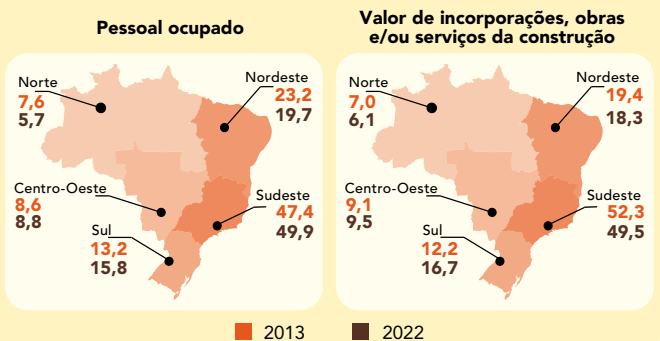 Pessoal ocupado
Norte
7,6
5,7
Nordeste
23,2
19,7
Centro-Oeste
8,6
8,8
Sudeste
47,4
49,9
Sul
13,2
15,8
Valor de incorporações, obras
e/ou serviços da construção
Norte
7,0
6,1
Nordeste
19,4
18,3
Centro-Oeste
9,1
9,5
Sudeste
52,3
49,5
Sul
12,2
16,7
2013
2022